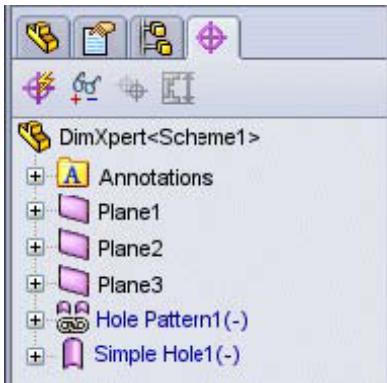 DimXpert<Scheme1>
A Annotations
Plane1
Plane2
Plane3
Hole Pattern1(-)
Simple Hole1(-)